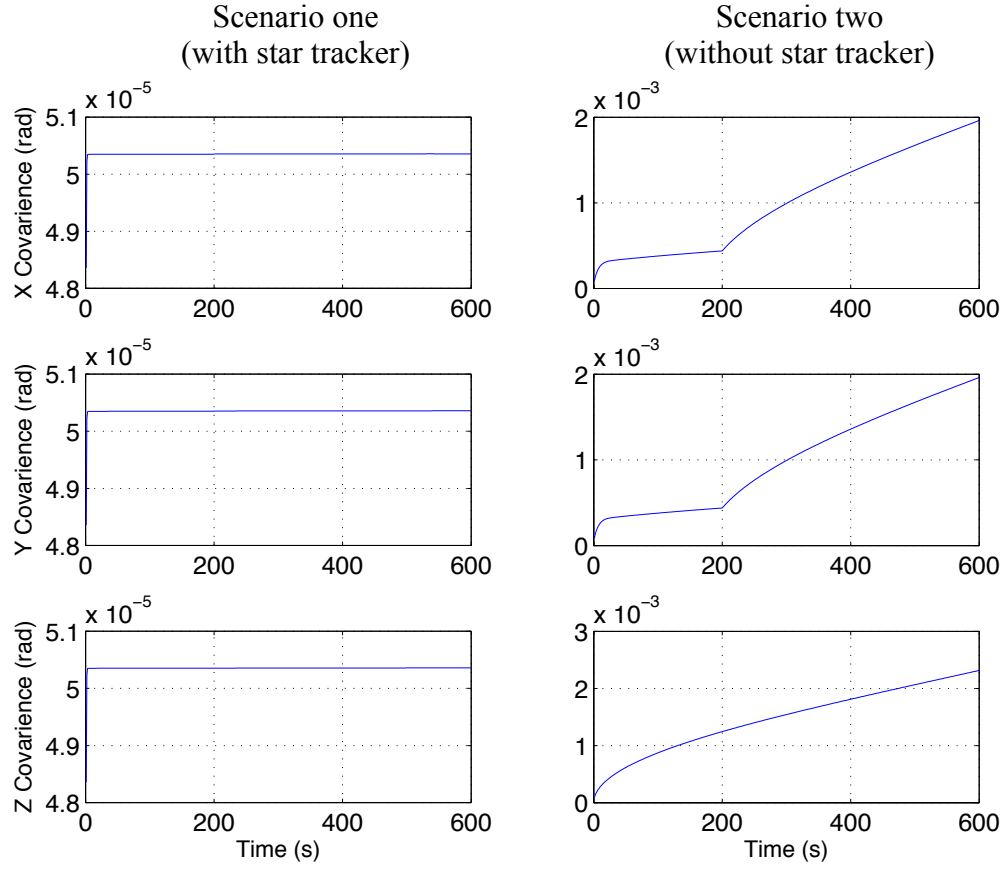 Scenario one
(with star tracker)
Scenario two
(without star tracker)
x 10⁻⁵
5.1
5
4.9
4.8
X Covarience (rad)
0 200 400 600
x 10⁻³
2
1
0
0 200 400 600
x 10⁻⁵
5.1
5
4.9
4.8
Y Covarience (rad)
0 200 400 600
x 10⁻³
2
1
0
0 200 400 600
x 10⁻⁵
5.1
5
4.9
4.8
Z Covarience (rad)
0 200 400 600
Time (s)
x 10⁻³
3
2
1
0
0 200 400 600
Time (s)